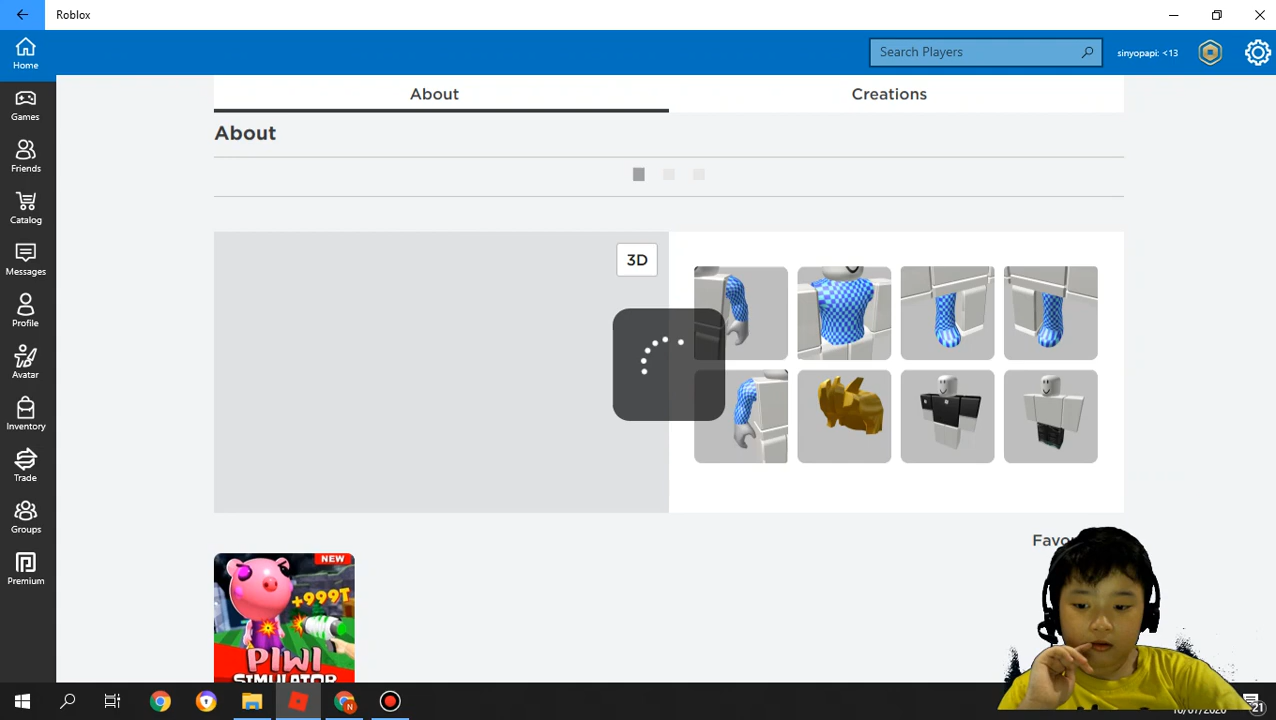 Roblox
Search Players
sinyopapi: <13
Home
Games
Friends
Catalog
Messages
Profile
Avatar
Inventory
Trade
Groups
Premium
About
Creations
About
3D
NEW
+999T
PIWI
SIMULATOR
21